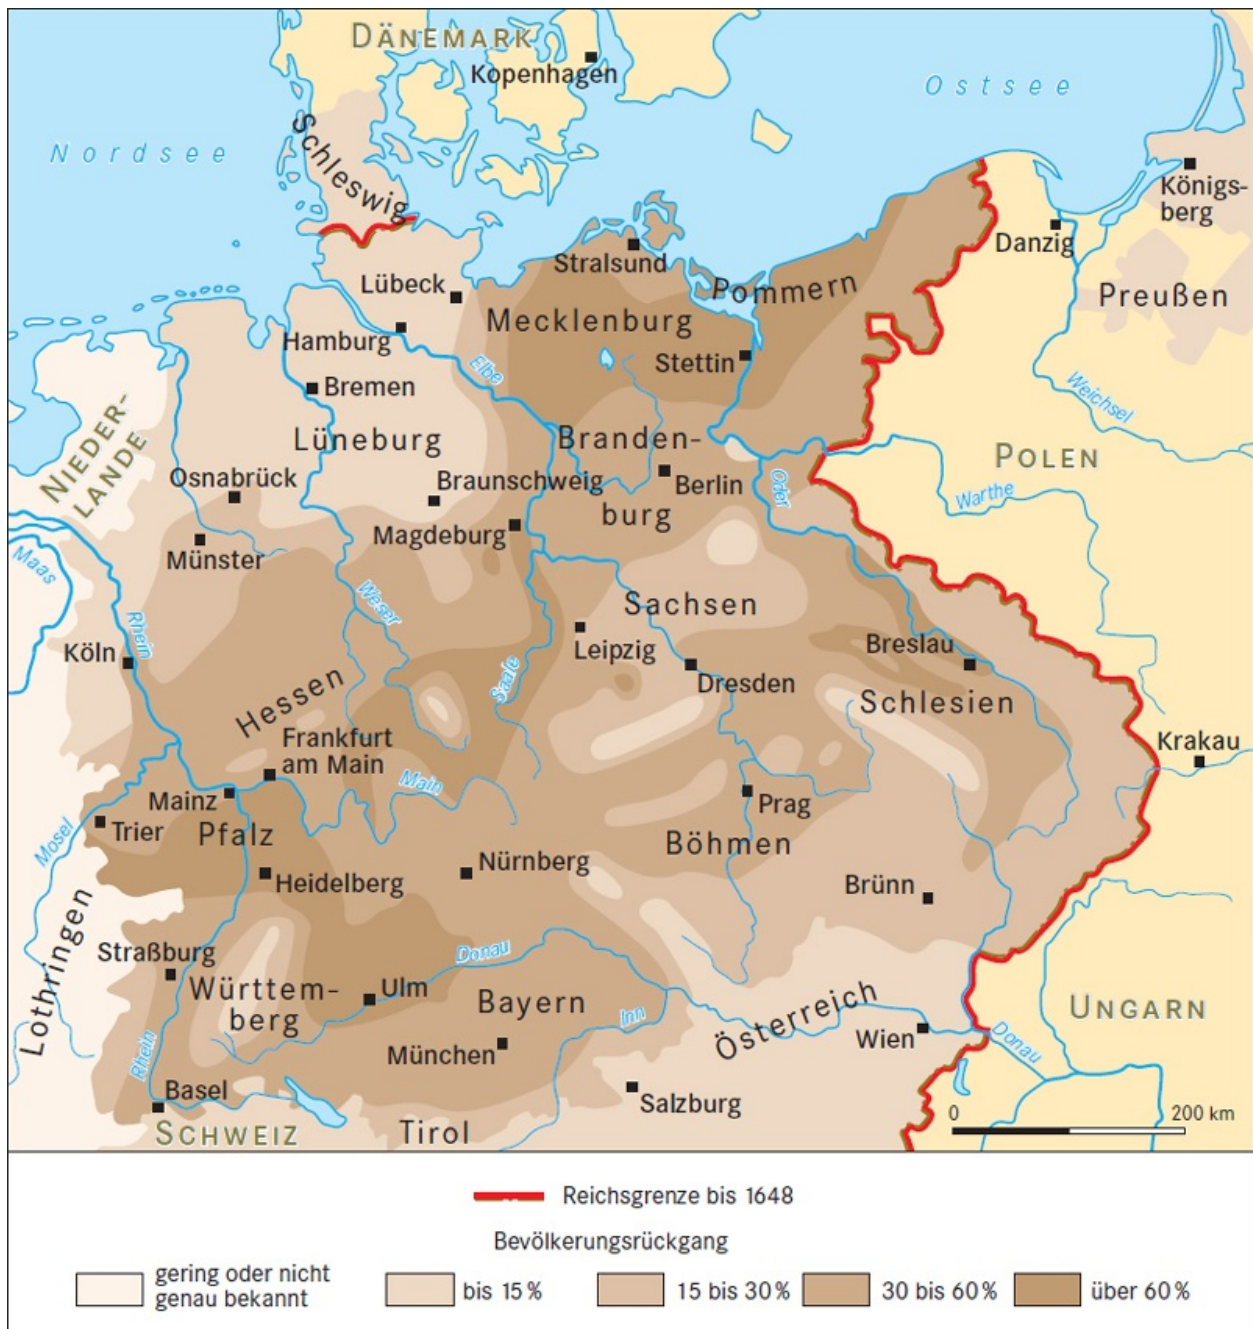 DÄNEMARK
Kopenhagen
Ostsee
Nordsee
Schleswig
Königs-
berg
Danzig
Stralsund
Lübeck
Pommern
Preußen
Mecklenburg
Hamburg
Stettin
Elbe
Bremen
Weichsel
NIEDER-
LANDE
Lüneburg
Branden-
burg
POLEN
Osnabrück
Braunschweig
Berlin
Oder
Warthe
Magdeburg
Münster
Maas
Weser
Rhein
Sachsen
Köln
Leipzig
Breslau
Saale
Dresden
Hessen
Schlesien
Frankfurt
am Main
Krakau
Main
Mainz
Prag
Mosel
Trier
Pfalz
Böhmen
Nürnberg
Heidelberg
Brünn
Lothringen
Straßburg
Donau
Württem-
berg
Ulm
Bayern
Inn
Österreich
UNGARN
München
Wien
Donau
Rhein
Basel
Salzburg
SCHWEIZ
Tirol
0 200 km
Reichsgrenze bis 1648
Bevölkerungsrückgang
gering oder nicht
genau bekannt
bis 15%
15 bis 30%
30 bis 60%
über 60%